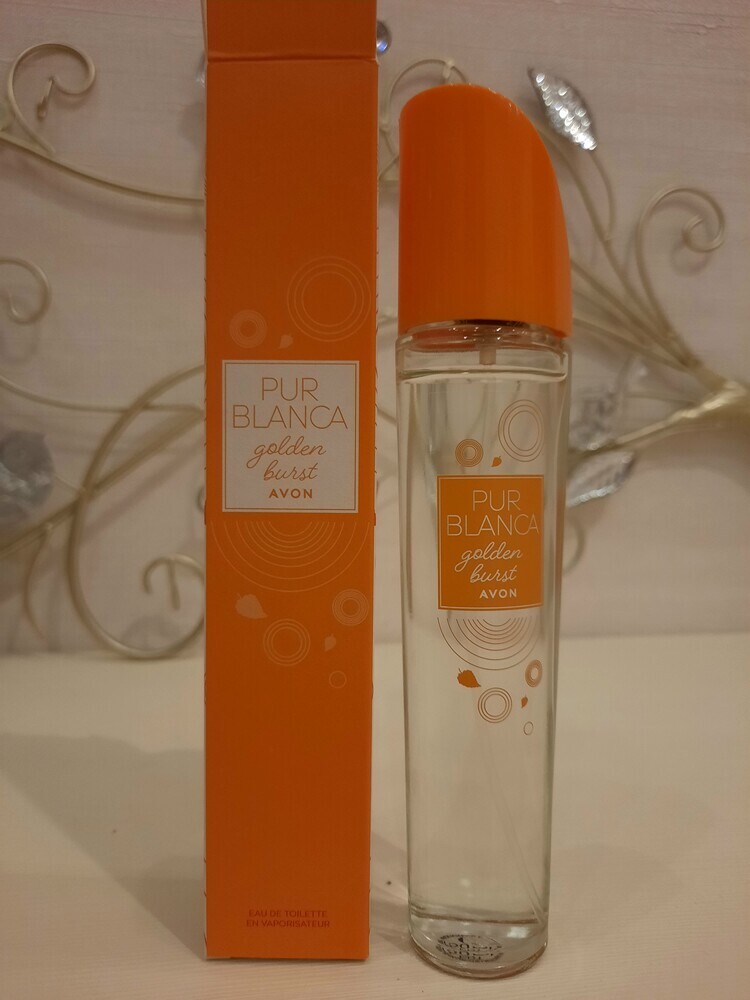 PUR
BLANCA
golden
burst
AVON
EAU DE TOILETTE
EN VAPORISATEUR
PUR
BLANCA
golden
burst
AVON